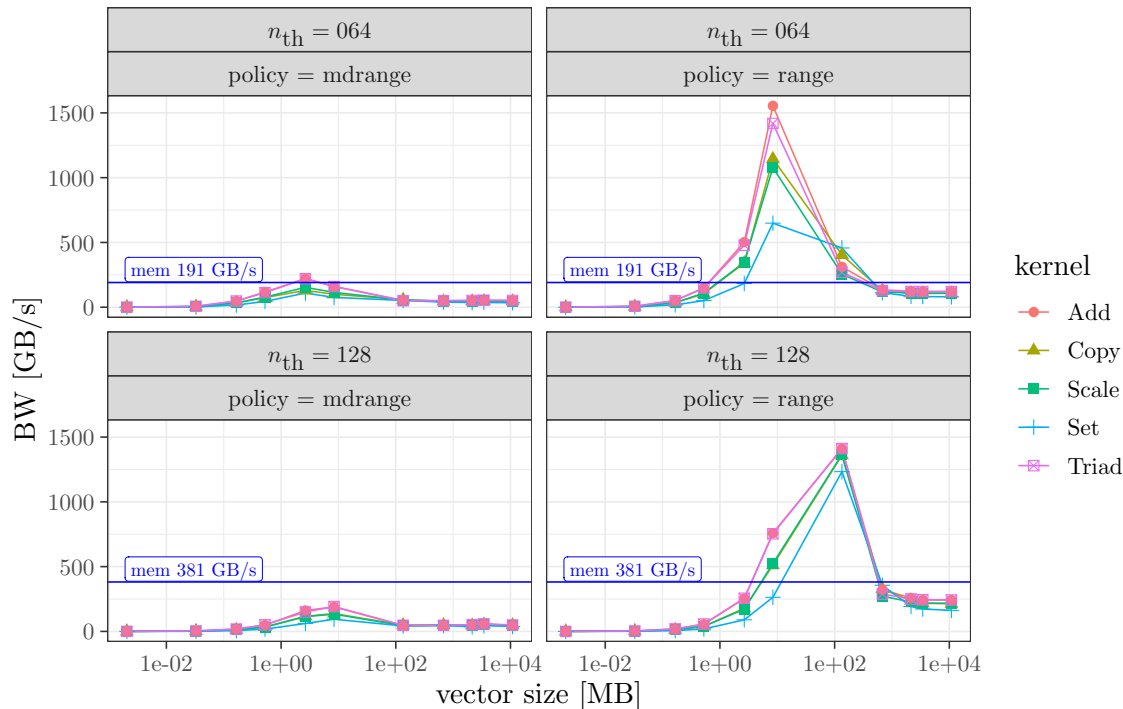 n_th = 064
n_th = 064
policy = mdrange
policy = range
1500
1000
500
0
mem 191 GB/s
mem 191 GB/s
n_th = 128
n_th = 128
policy = mdrange
policy = range
1500
1000
500
0
mem 381 GB/s
mem 381 GB/s
BW [GB/s]
1e-02 1e+00 1e+02 1e+04
1e-02 1e+00 1e+02 1e+04
vector size [MB]
kernel
Add
Copy
Scale
Set
Triad